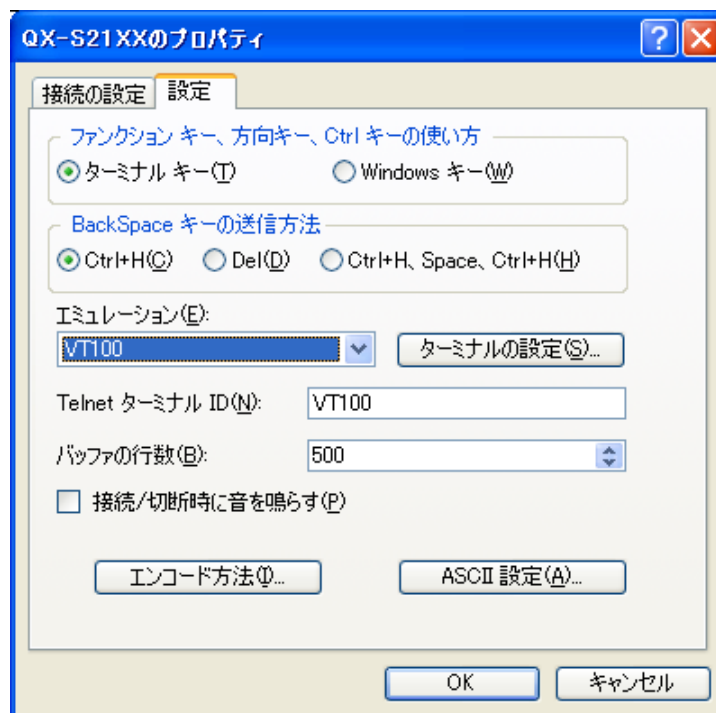 QX-S21XXのプロパティ
接続の設定 設定
ファンクション キー、方向キー、Ctrl キーの使い方
ターミナル キー(T) Windows キー(W)
BackSpace キーの送信方法
Ctrl+H(C) Del(D) Ctrl+H、Space、Ctrl+H(H)
エミュレーション(E):
VT100 ターミナルの設定(S)...
Telnet ターミナル ID(N): VT100
バッファの行数(B): 500
接続/切断時に音を鳴らす(P)
エンコード方法(I)... ASCII 設定(A)...
OK キャンセル